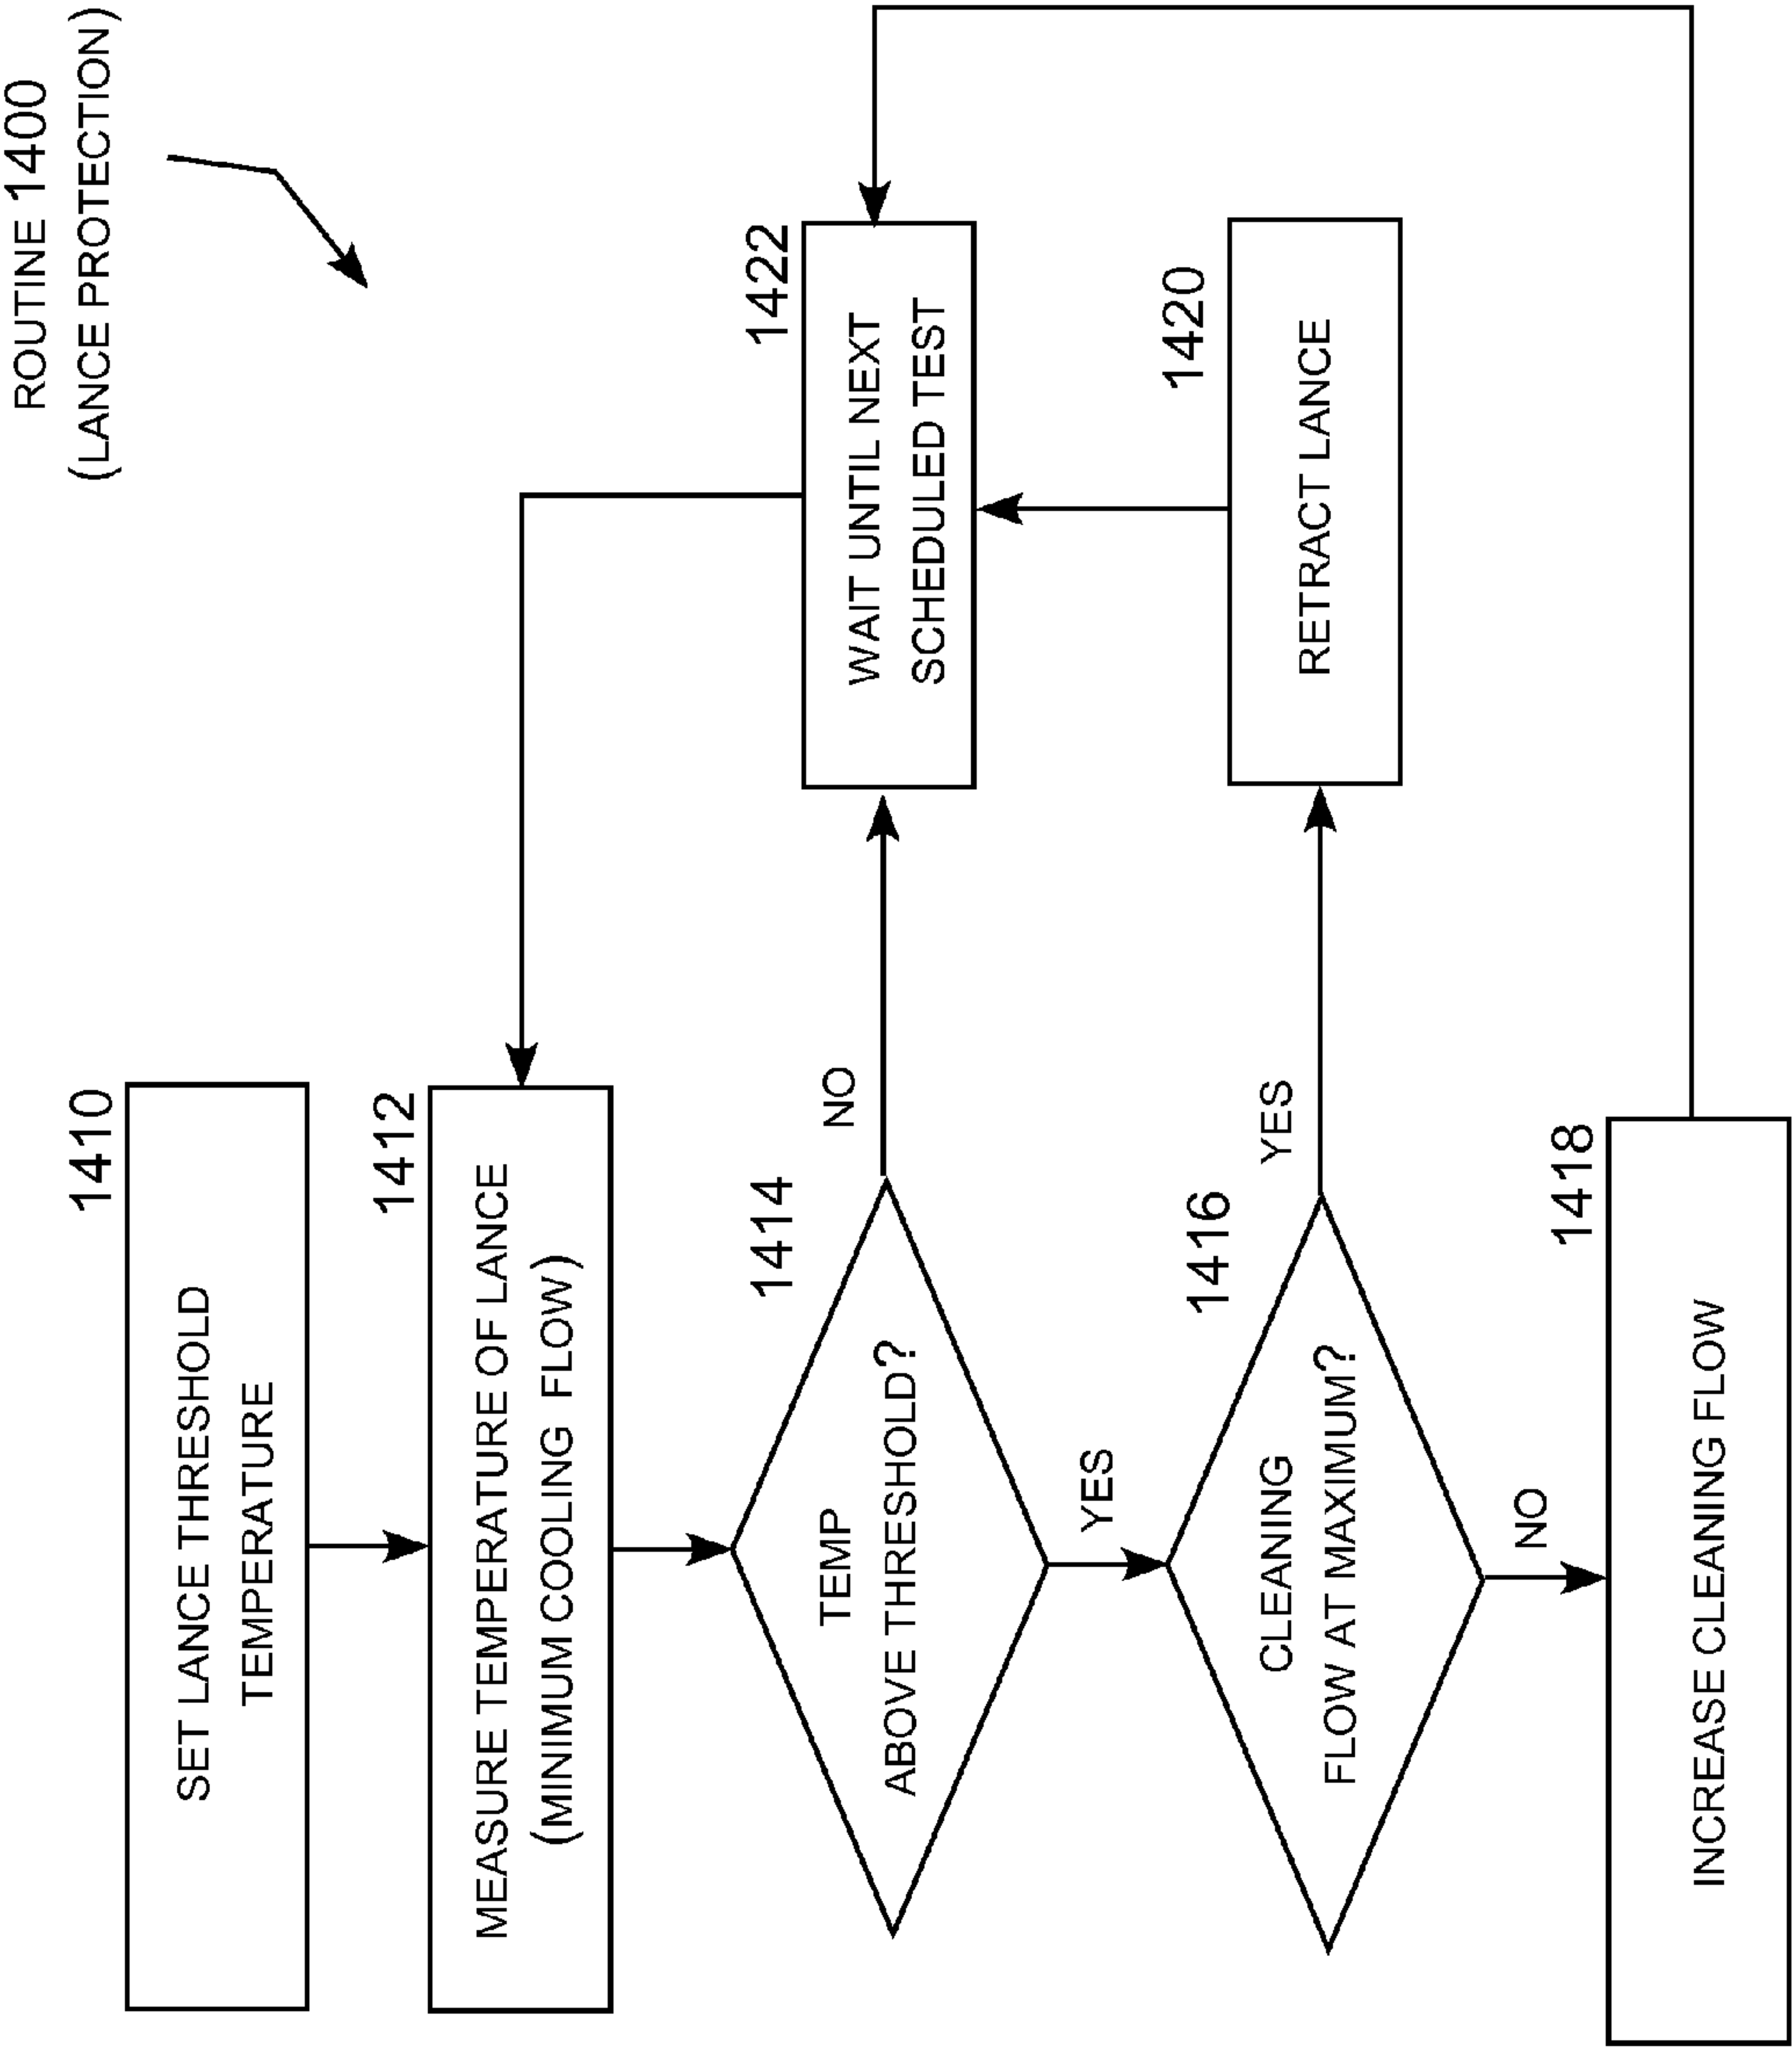 ROUTINE 1400
(LANCE PROTECTION)
1410
SET LANCE THRESHOLD
TEMPERATURE
1412
MEASURE TEMPERATURE OF LANCE
(MINIMUM COOLING FLOW)
1414
TEMP
ABOVE THRESHOLD?
NO
1422
WAIT UNTIL NEXT
SCHEDULED TEST
YES
1416
CLEANING
FLOW AT MAXIMUM?
YES
1420
RETRACT LANCE
NO
1418
INCREASE CLEANING FLOW